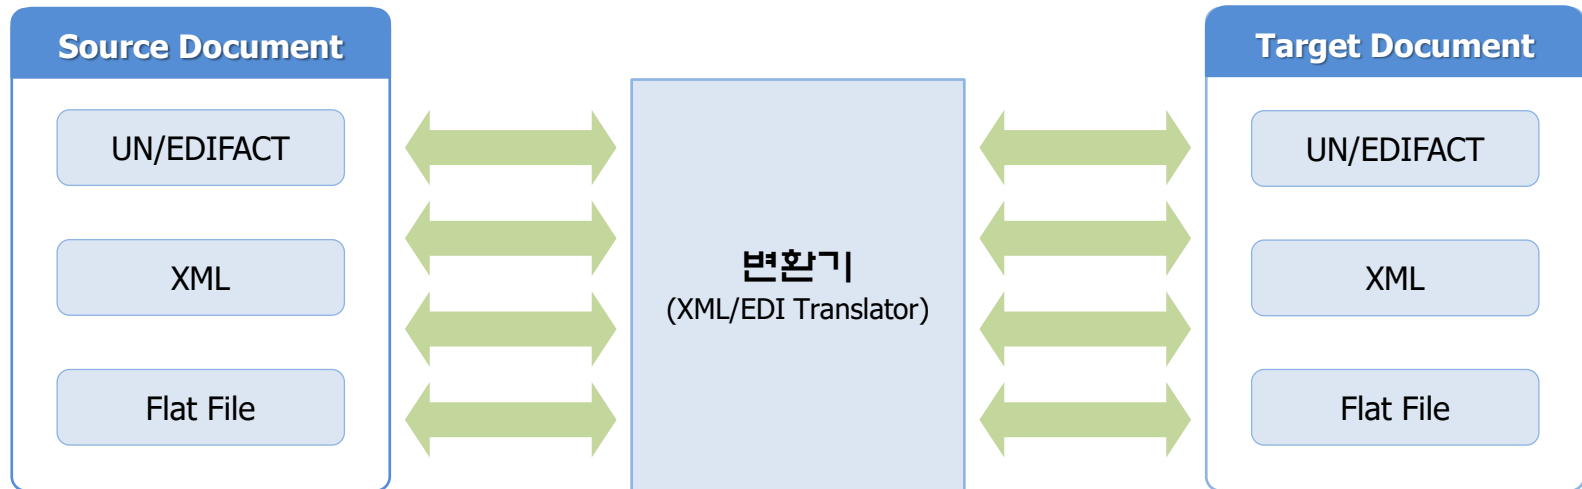 Source Document
UN/EDIFACT
XML
Flat File
변환기
(XML/EDI Translator)
Target Document
UN/EDIFACT
XML
Flat File